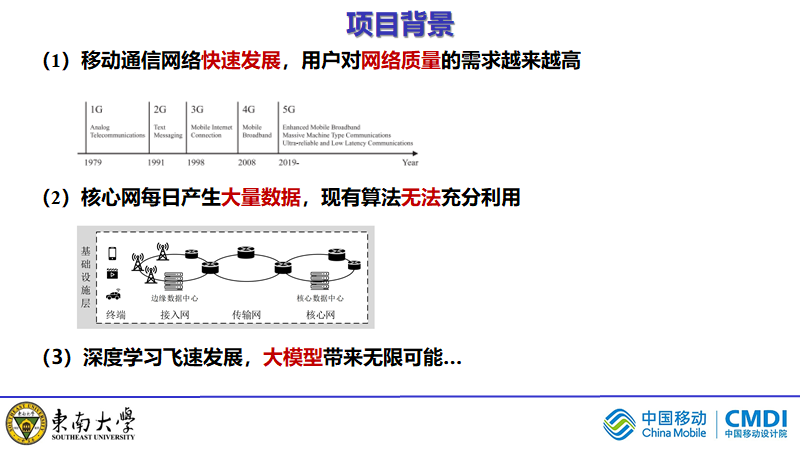 项目背景
（1）移动通信网络快速发展，用户对网络质量的需求越来越高
1G 2G 3G 4G 5G
Analog Text Mobile Internet Mobile Enhanced Mobile Broadband
Telecommunications Messaging Connection Broadband Massive Machine Type Communications
Ultra-reliable and Low Latency Communications
1979 1991 1998 2008 2019- Year
（2）核心网每日产生大量数据，现有算法无法充分利用
基础设施层
边缘数据中心 核心数据中心
终端 接入网 传输网 核心网
（3）深度学习飞速发展，大模型带来无限可能…
東南大學
SOUTHEAST UNIVERSITY
中国移动
China Mobile
CMDI
中国移动设计院